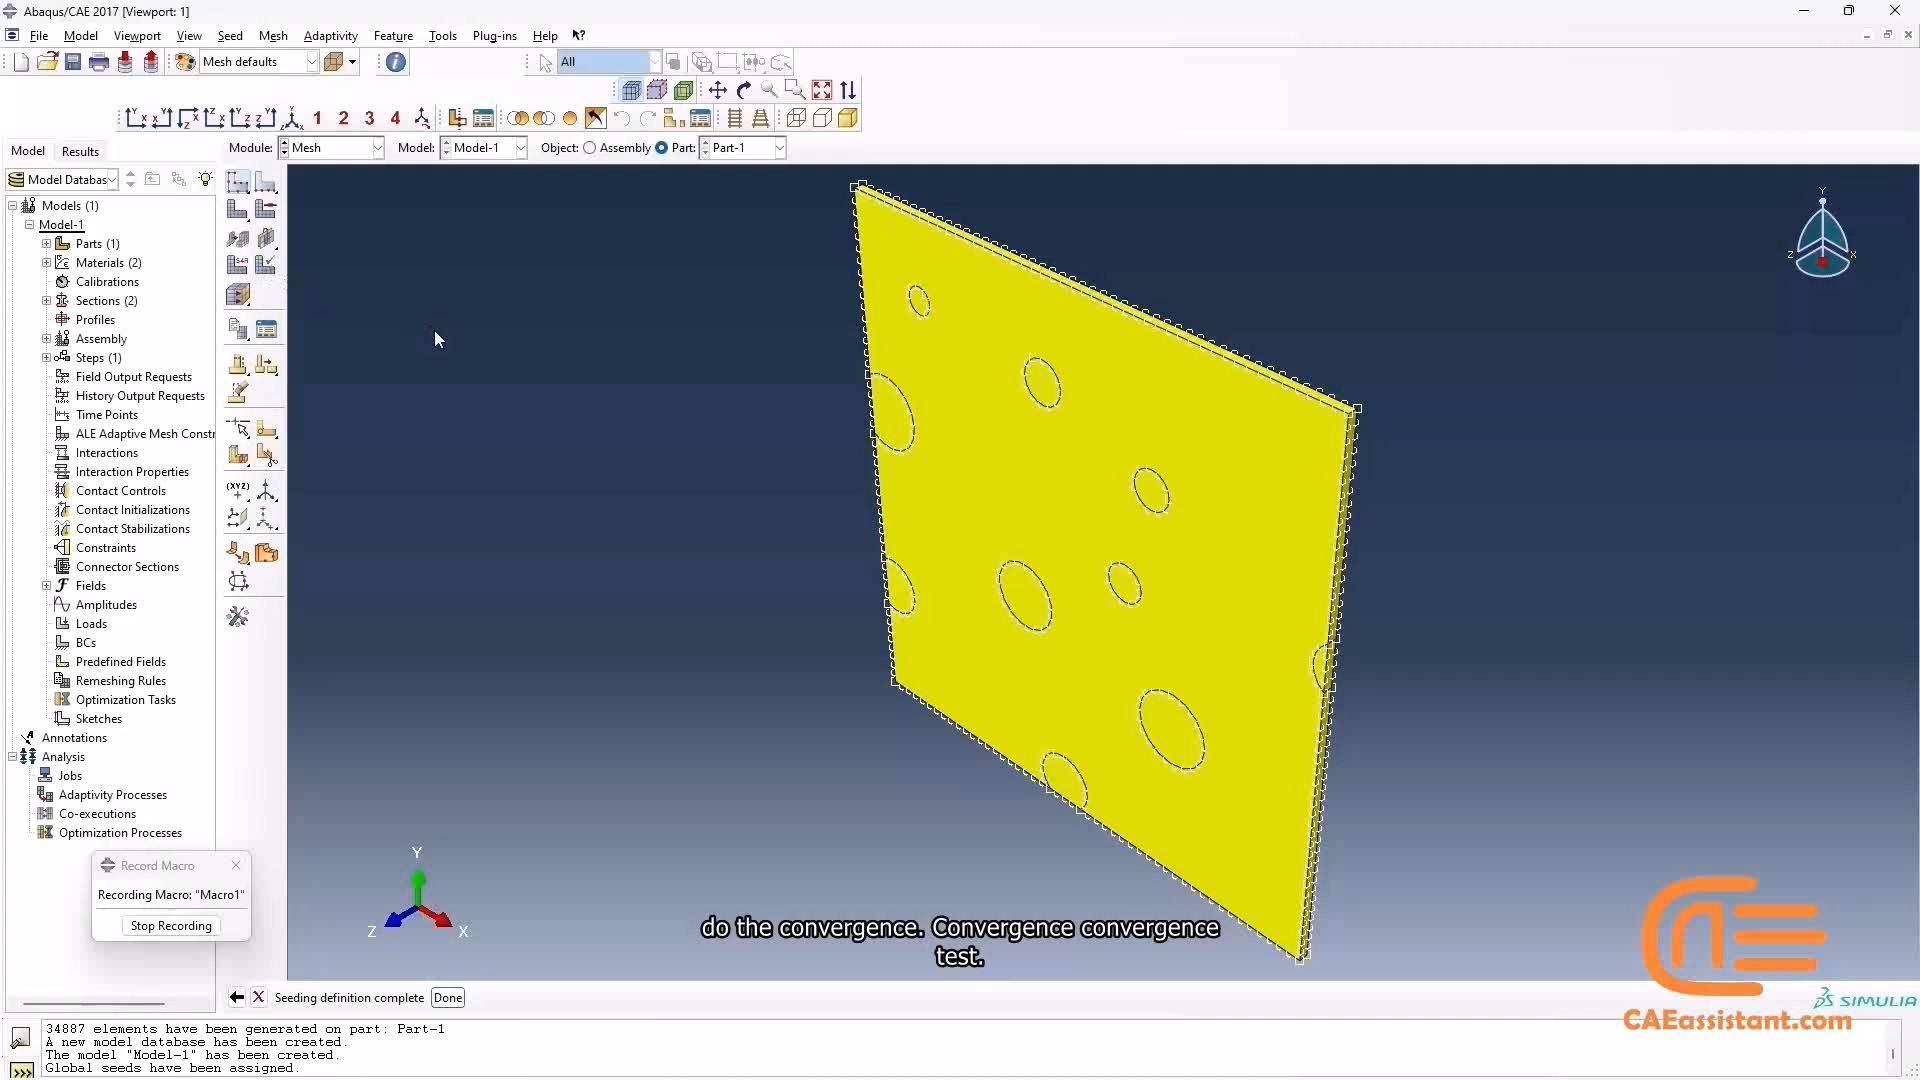 Abaqus/CAE 2017 [Viewport: 1]
File Model Viewport View Seed Mesh Adaptivity Feature Tools Plug-ins Help
Mesh defaults
All
1 2 3 4
Model Results
Module: Mesh Model: Model-1 Object: Assembly Part: Part-1
Model Databas
Models (1)
Model-1
Parts (1)
Materials (2)
Calibrations
Sections (2)
Profiles
Assembly
Steps (1)
Field Output Requests
History Output Requests
Time Points
ALE Adaptive Mesh Constr
Interactions
Interaction Properties
Contact Controls
Contact Initializations
Contact Stabilizations
Constraints
Connector Sections
Fields
Amplitudes
Loads
BCs
Predefined Fields
Remeshing Rules
Optimization Tasks
Sketches
Annotations
Analysis
Jobs
Adaptivity Processes
Co-executions
Optimization Processes
Record Macro
Recording Macro: "Macro1"
Stop Recording
Y
Z X
Y
Z X
do the convergence. Convergence convergence
test.
SIMULIA
CAEassistant.com
Seeding definition complete Done
34887 elements have been generated on part: Part-1
A new model database has been created.
The model "Model-1" has been created.
Global seeds have been assigned.